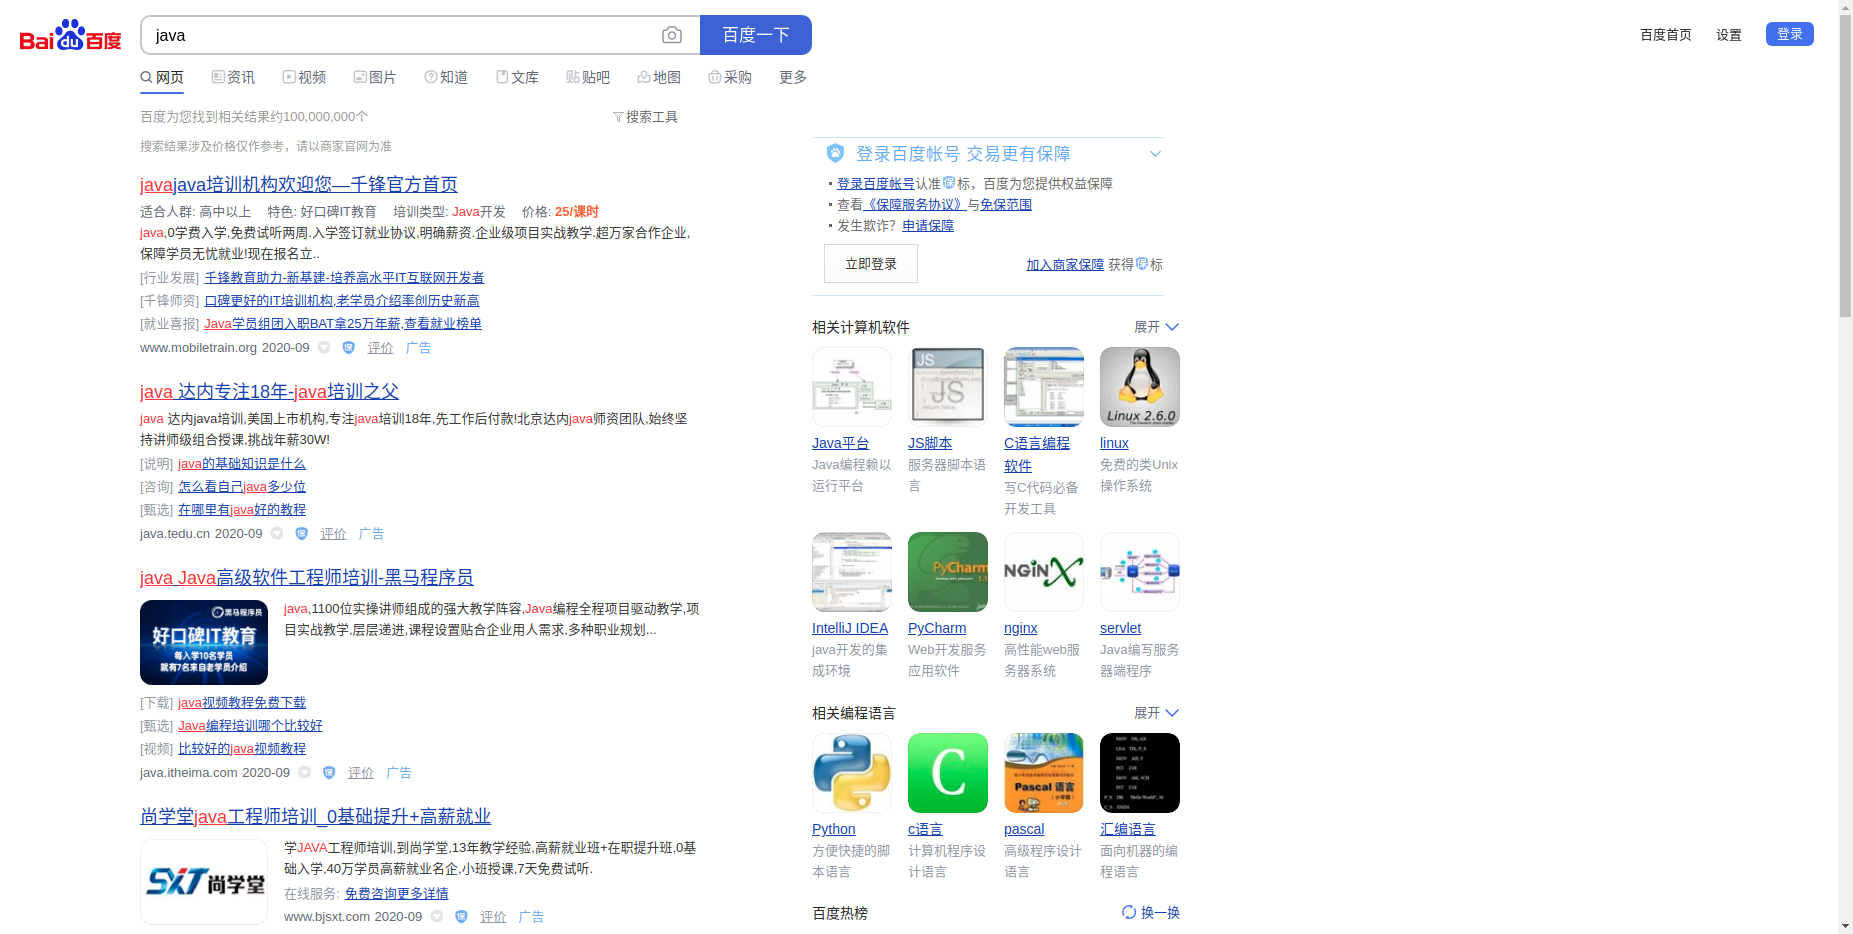 Bai du 百度
java
百度一下
百度首页 设置 登录
网页 资讯 视频 图片 知道 文库 贴吧 地图 采购 更多
百度为您找到相关结果约100,000,000个
搜索工具
搜索结果涉及价格仅作参考，请以商家官网为准
javajava培训机构欢迎您—千锋官方首页
适合人群: 高中以上 特色: 好口碑IT教育 培训类型: Java开发 价格: 25/课时
java,0学费入学,免费试听两周.入学签订就业协议,明确薪资.企业级项目实战教学.超万家合作企业,
保障学员无忧就业!现在报名立..
[行业发展] 千锋教育助力-新基建-培养高水平IT互联网开发者
[千锋师资] 口碑更好的IT培训机构,老学员介绍率创历史新高
[就业喜报] Java学员组团入职BAT拿25万年薪,查看就业榜单
www.mobiletrain.org 2020-09 保 评价 广告
java 达内专注18年-java培训之父
java 达内java培训,美国上市机构,专注java培训18年,先工作后付款!北京达内java师资团队,始终坚
持讲师级组合授课,挑战年薪30W!
[说明] java的基础知识是什么
[咨询] 怎么看自己java多少位
[甄选] 在哪里有java好的教程
java.tedu.cn 2020-09 保 评价 广告
java Java高级软件工程师培训-黑马程序员
黑马程序员
好口碑IT教育
每入学10名学员
就有7名来自老学员介绍
java,1100位实操讲师组成的强大教学阵容,Java编程全程项目驱动教学,项
目实战教学,层层递进,课程设置贴合企业用人需求,多种职业规划...
[下载] java视频教程免费下载
[甄选] Java编程培训哪个比较好
[视频] 比较好的java视频教程
java.itheima.com 2020-09 保 评价 广告
尚学堂java工程师培训_0基础提升+高薪就业
SXT 尚学堂
学JAVA工程师培训,到尚学堂,13年教学经验,高薪就业班+在职提升班,0基
础入学,40万学员高薪就业名企,小班授课,7天免费试听.
在线服务: 免费咨询更多详情
www.bjsxt.com 2020-09 保 评价 广告
登录百度帐号 交易更有保障
登录百度帐号认准保标，百度为您提供权益保障
查看《保障服务协议》与免保范围
发生欺诈？申请保障
立即登录
加入商家保障 获得保标
相关计算机软件
展开
JS
JS
Linux 2.6.0
Java平台
Java编程赖以
运行平台
JS脚本
服务器脚本语
言
C语言编程
软件
写C代码必备
开发工具
linux
免费的类Unix
操作系统
PyCharm
NGINX
IntelliJ IDEA
java开发的集
成环境
PyCharm
Web开发服务
应用软件
nginx
高性能web服
务器系统
servlet
Java编写服务
器端程序
相关编程语言
展开
C
Pascal 语言
Python
方便快捷的脚
本语言
c语言
计算机程序设
计语言
pascal
高级程序设计
语言
汇编语言
面向机器的编
程语言
百度热榜
换一换